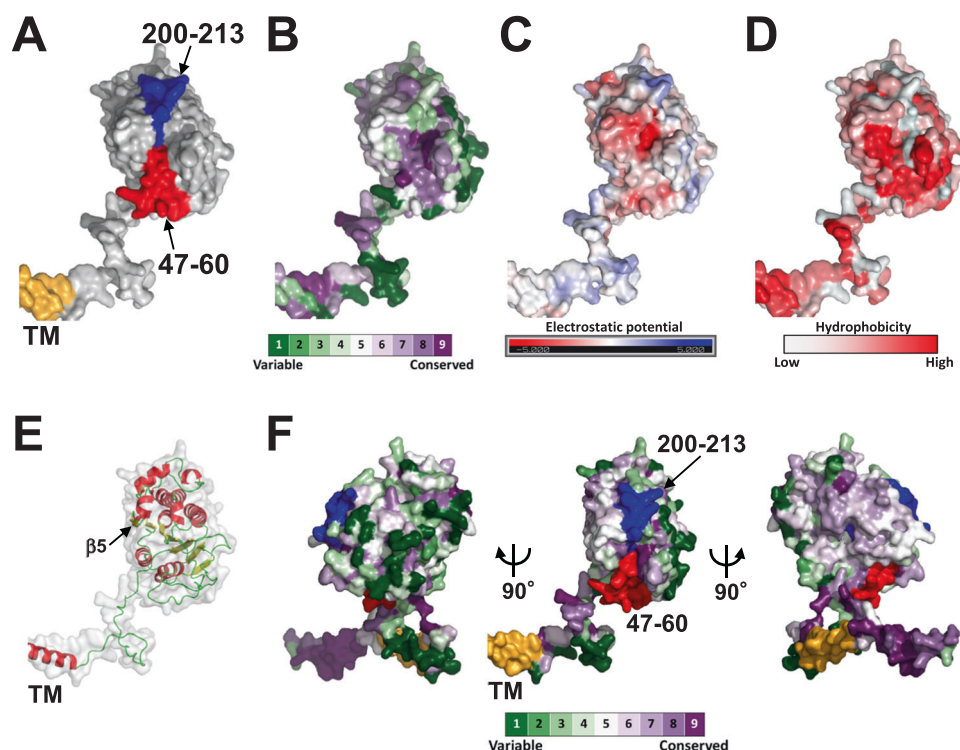 A
200-213
47-60
TM
B
1 2 3 4 5 6 7 8 9
Variable Conserved
C
Electrostatic potential
-5.000 5.000
D
Hydrophobicity
Low High
E
β5
TM
F
200-213
90°
90°
47-60
TM
1 2 3 4 5 6 7 8 9
Variable Conserved